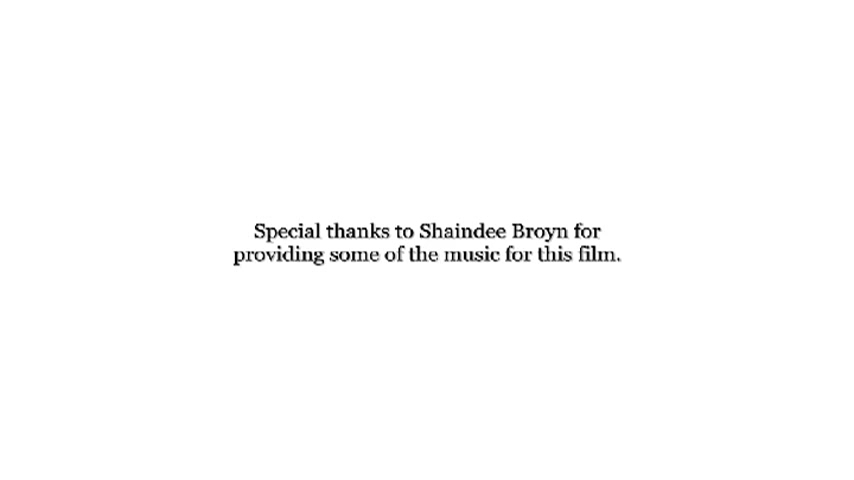 Special thanks to Shaindee Broyn for
providing some of the music for this film.